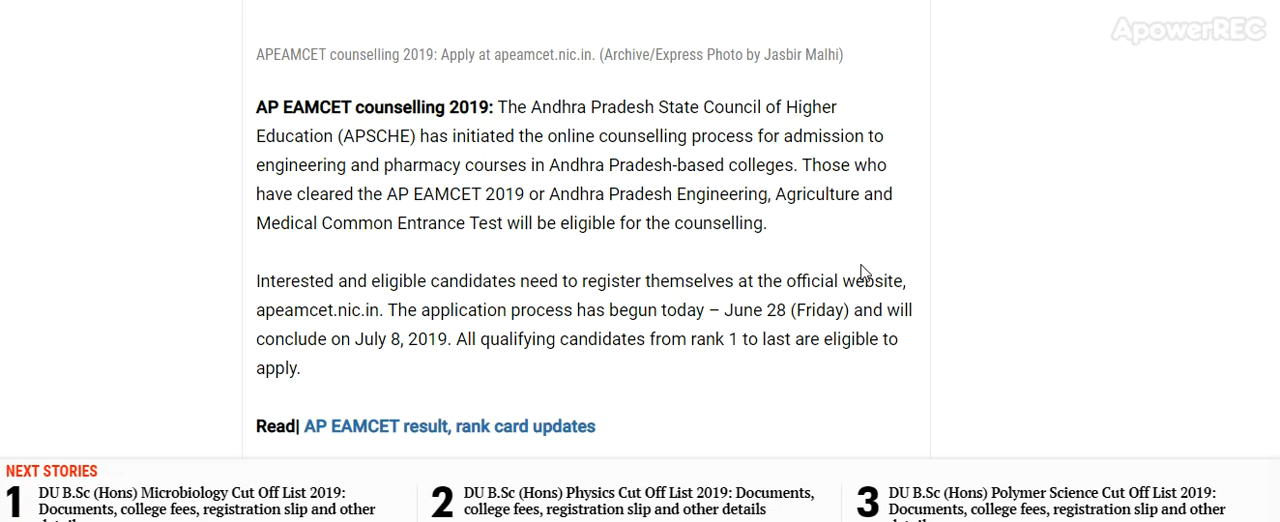 ApowerREC
APEAMCET counselling 2019: Apply at apeamcet.nic.in. (Archive/Express Photo by Jasbir Malhi)
AP EAMCET counselling 2019: The Andhra Pradesh State Council of Higher
Education (APSCHE) has initiated the online counselling process for admission to
engineering and pharmacy courses in Andhra Pradesh-based colleges. Those who
have cleared the AP EAMCET 2019 or Andhra Pradesh Engineering, Agriculture and
Medical Common Entrance Test will be eligible for the counselling.
Interested and eligible candidates need to register themselves at the official website,
apeamcet.nic.in. The application process has begun today – June 28 (Friday) and will
conclude on July 8, 2019. All qualifying candidates from rank 1 to last are eligible to
apply.
Read| AP EAMCET result, rank card updates
NEXT STORIES
1 DU B.Sc (Hons) Microbiology Cut Off List 2019:
Documents, college fees, registration slip and other
2 DU B.Sc (Hons) Physics Cut Off List 2019: Documents,
college fees, registration slip and other details
3 DU B.Sc (Hons) Polymer Science Cut Off List 2019:
Documents, college fees, registration slip and other